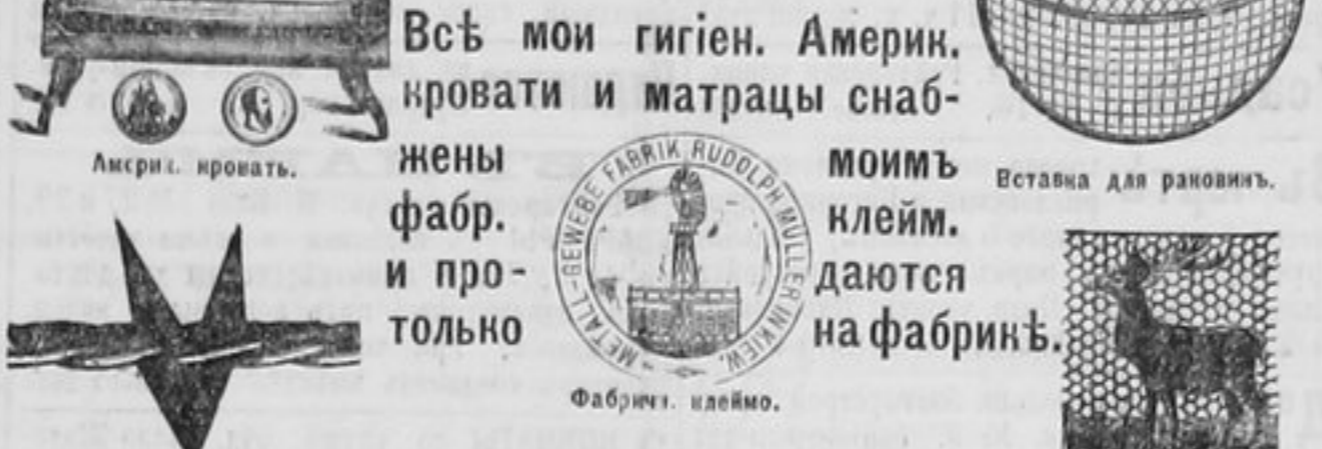 Всѣ мои гигіен. Америк.
кровати и матрацы снаб-
жены моимъ
фабр. клейм.
и про- даются
только на фабрикѣ.
METALL-GEWEBE FABRIK RUDOLPH MÜLLER IN KIEW.
Фабричн. клеймо.
Америк. кровать.
Вставка для раковинъ.